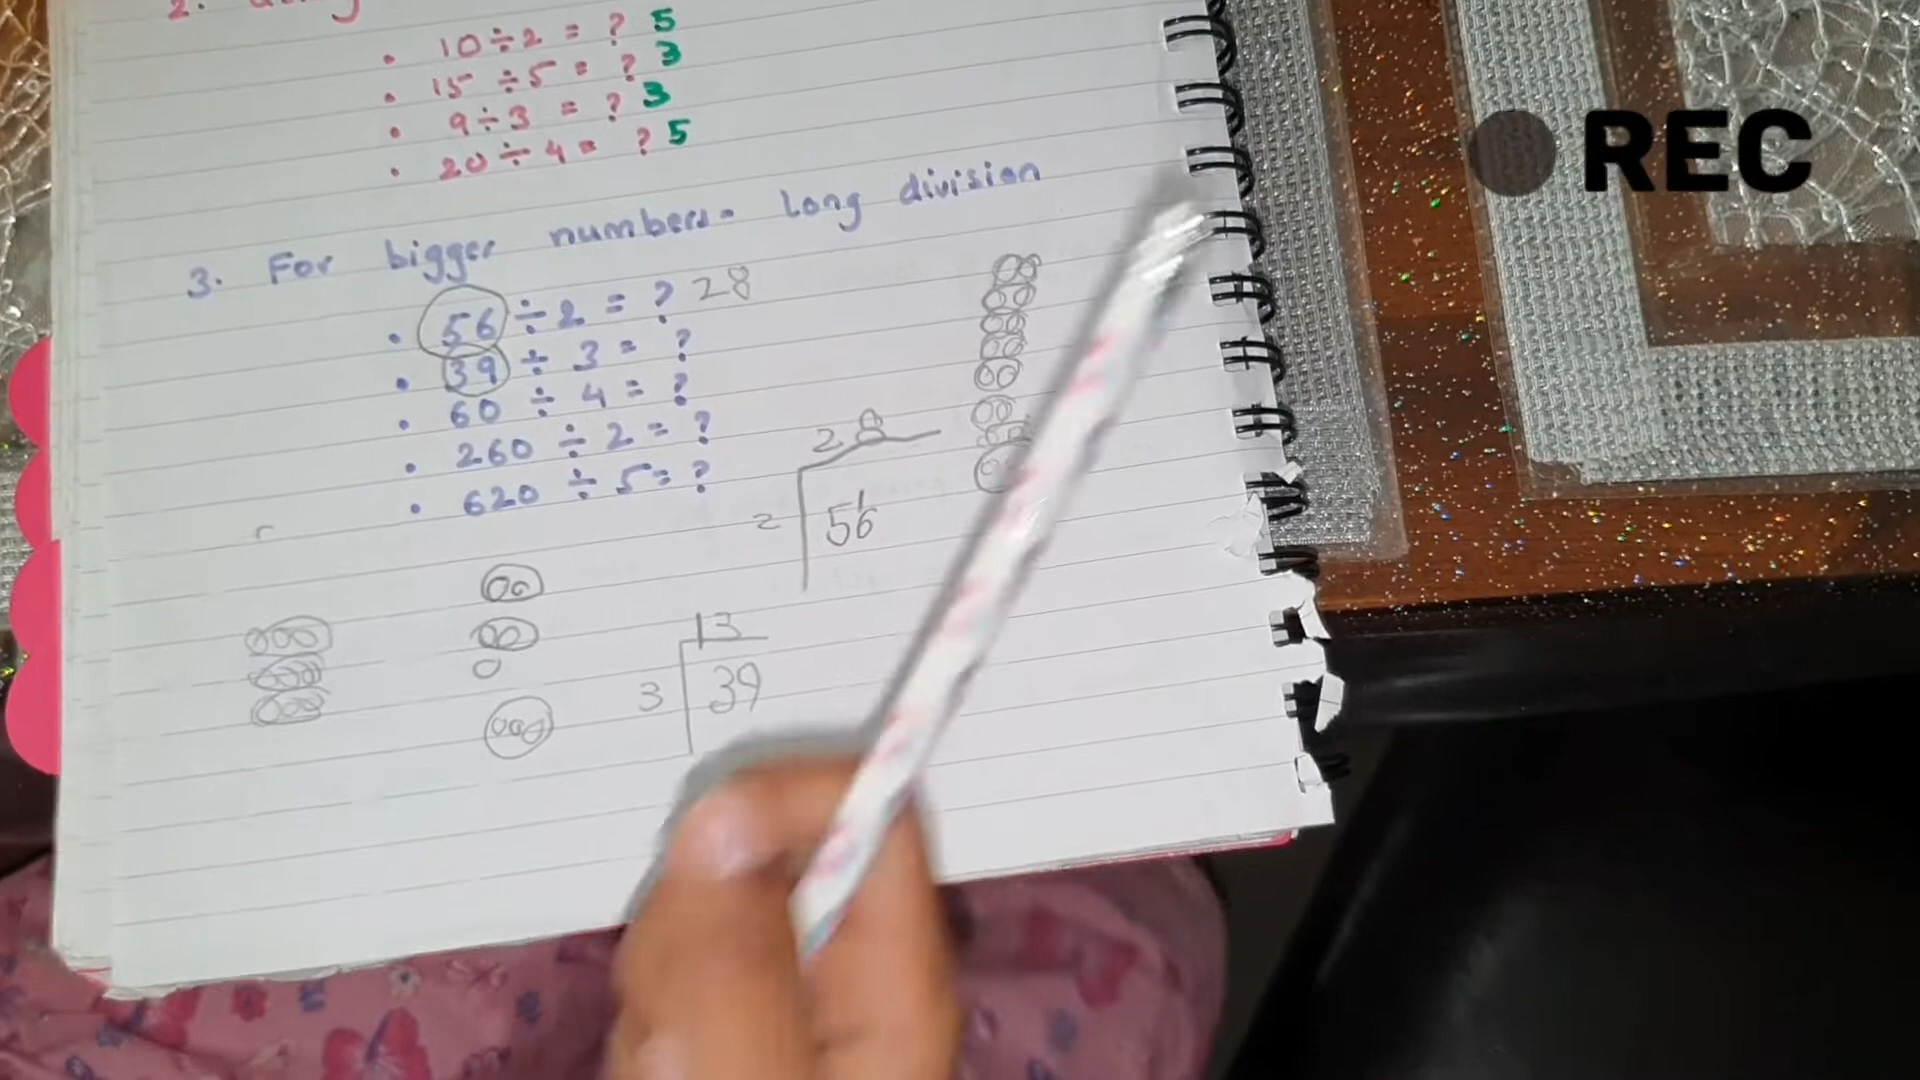 2.
• 10÷2 = ? 5
• 15 ÷5 = ? 3
• 9÷3 = ? 3
• 20÷4= ? 5
3. For bigger numbers- long division
• 56 ÷ 2 = ? 28
• 39 ÷ 3 = ?
• 60 ÷ 4 = ?
• 260 ÷ 2 = ?
• 620 ÷ 5 = ?
28
2 56
13
3 39
REC